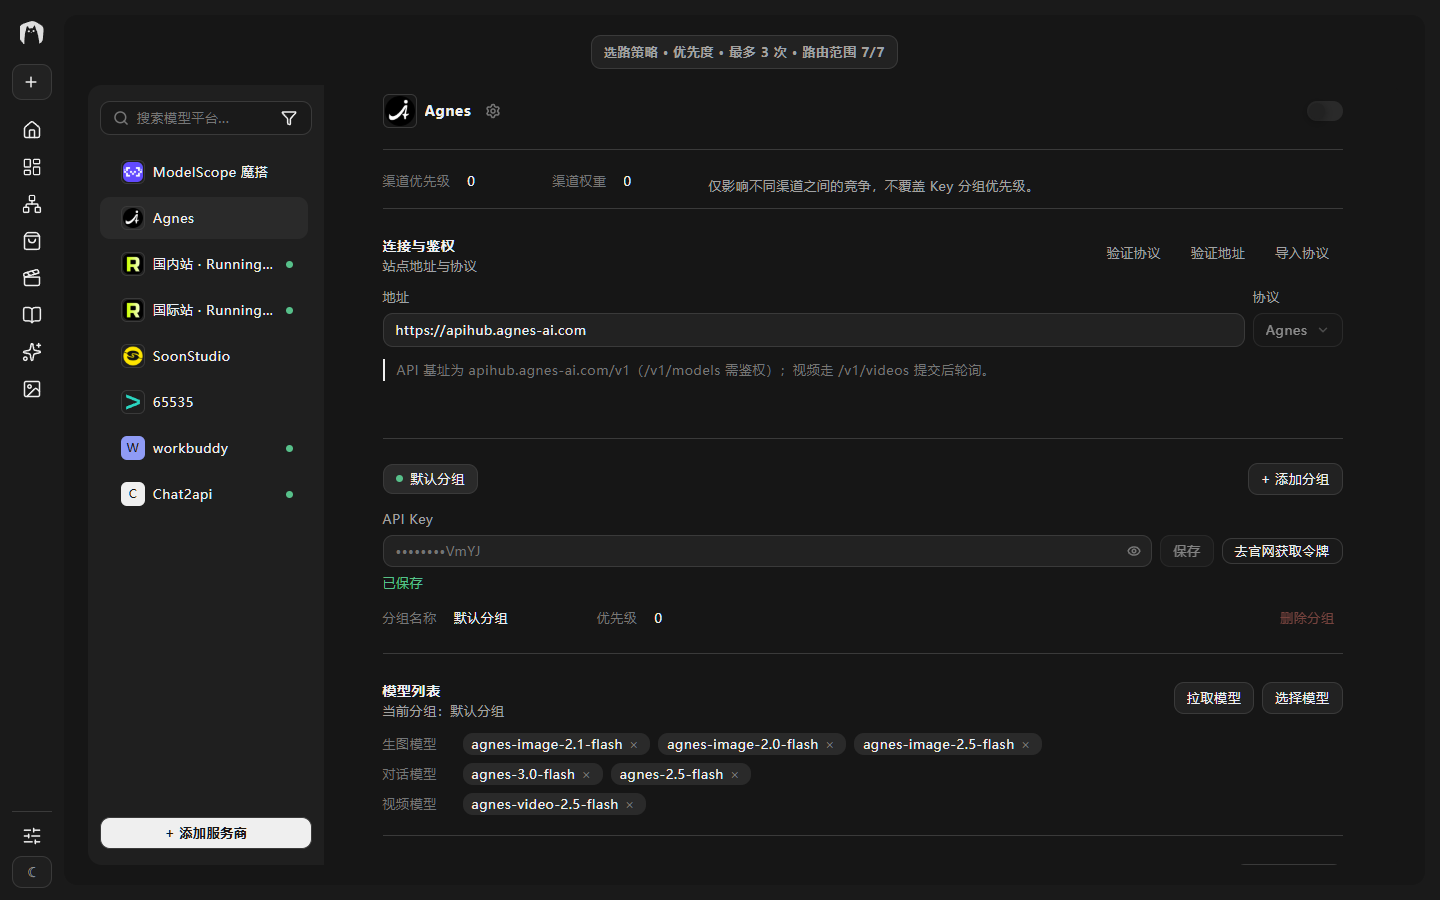 选路策略 • 优先度 • 最多 3 次 • 路由范围 7/7
搜索模型平台...
ModelScope 魔搭
Agnes
国内站 · Running...
国际站 · Running...
SoonStudio
65535
W workbuddy
C Chat2api
+ 添加服务商
Agnes
渠道优先级 0 渠道权重 0 仅影响不同渠道之间的竞争，不覆盖 Key 分组优先级。
连接与鉴权
站点地址与协议
验证协议 验证地址 导入协议
地址 协议
https://apihub.agnes-ai.com Agnes
API 基址为 apihub.agnes-ai.com/v1（/v1/models 需鉴权）；视频走 /v1/videos 提交后轮询。
默认分组 + 添加分组
API Key
••••••••VmYJ 保存 去官网获取令牌
已保存
分组名称 默认分组 优先级 0 删除分组
模型列表
当前分组：默认分组
拉取模型 选择模型
生图模型 agnes-image-2.1-flash × agnes-image-2.0-flash × agnes-image-2.5-flash ×
对话模型 agnes-3.0-flash × agnes-2.5-flash ×
视频模型 agnes-video-2.5-flash ×